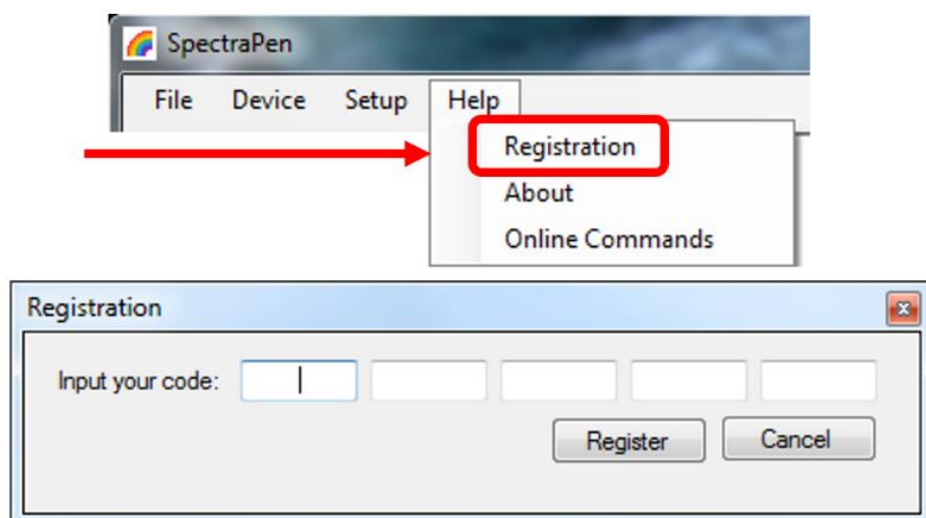 SpectraPen
File Device Setup Help
Registration
About
Online Commands
Registration
Input your code:
Register Cancel